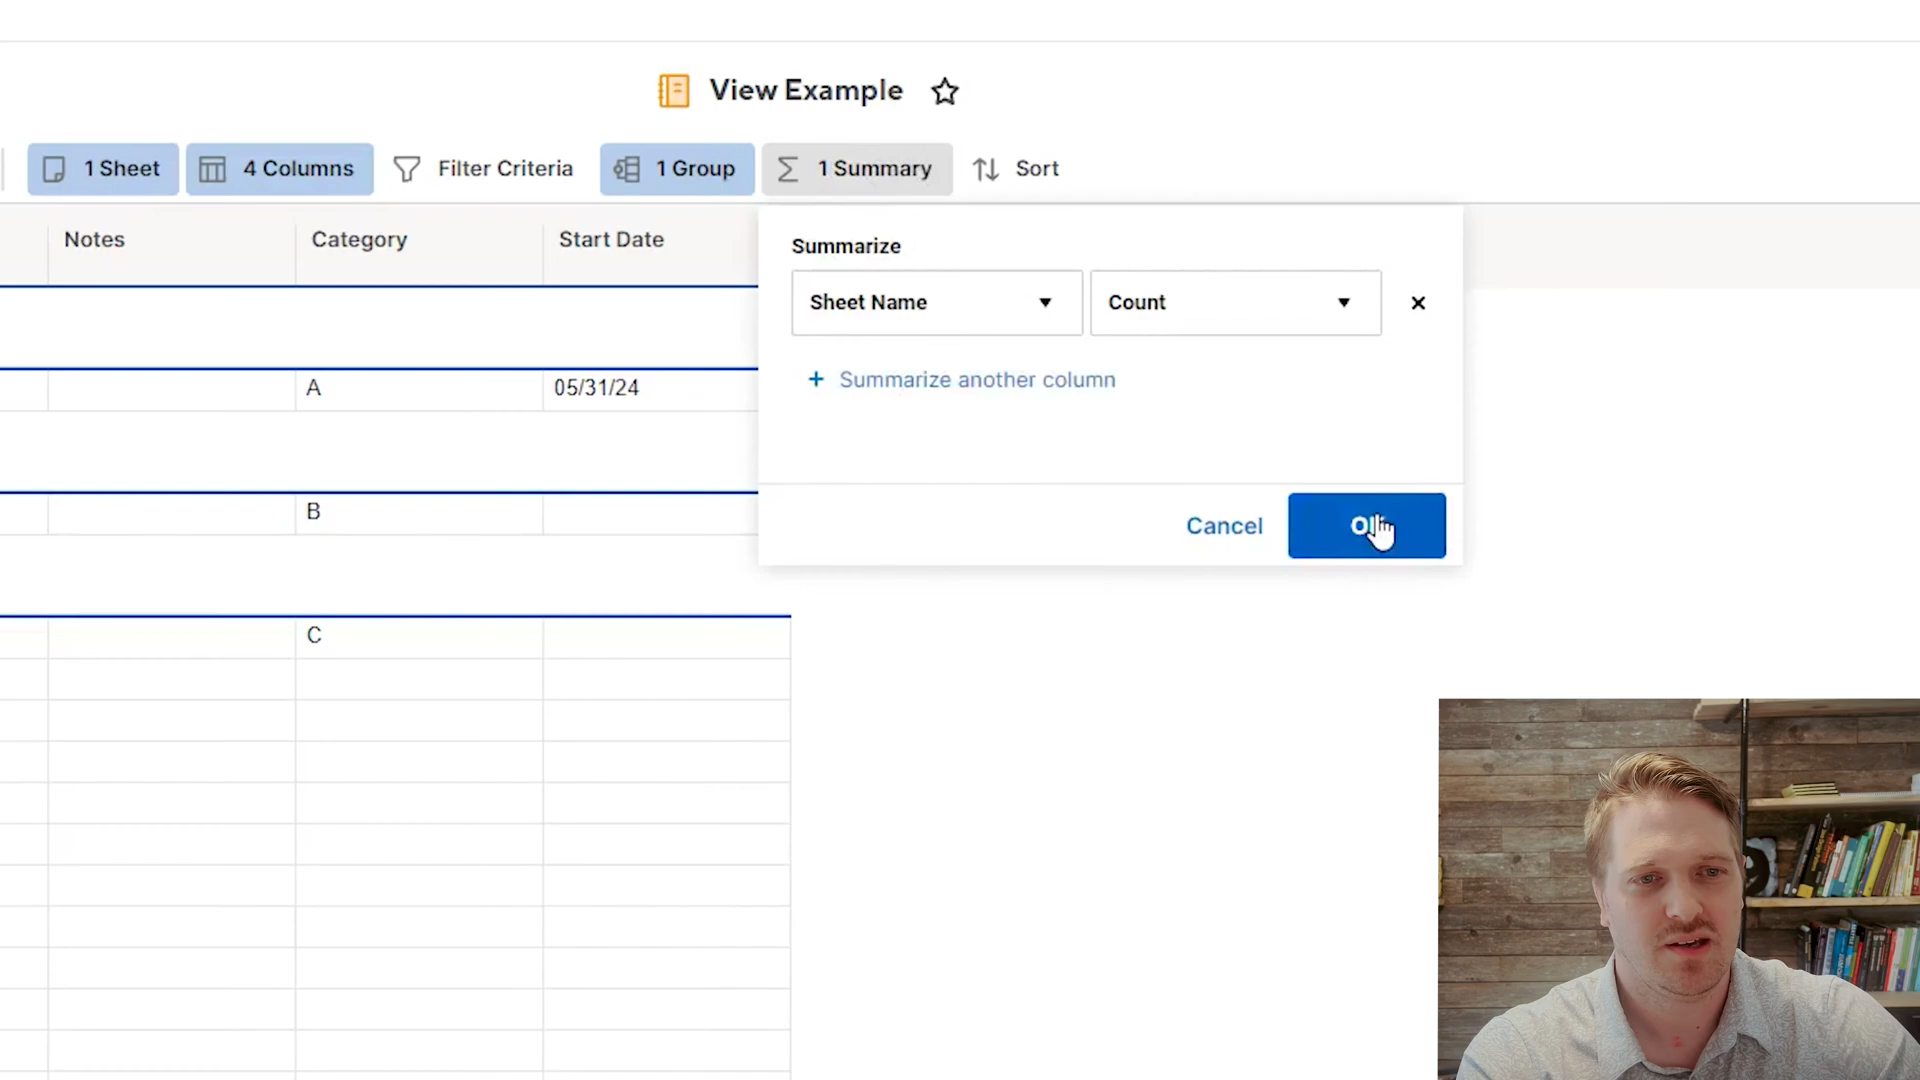 View Example
1 Sheet 4 Columns Filter Criteria 1 Group 1 Summary Sort
Notes Category Start Date
Summarize
Sheet Name Count
+ Summarize another column
A 05/31/24
B
Cancel
C